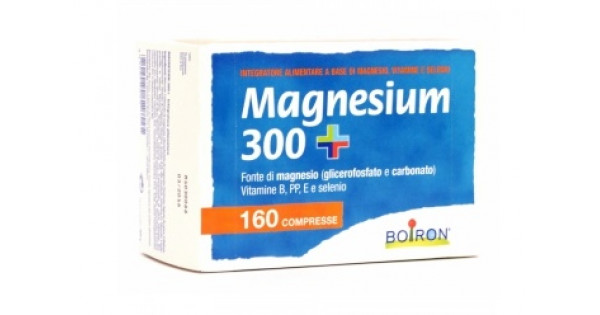 INTEGRATORE ALIMENTARE A BASE DI MAGNESIO, VITAMINE E SELENIO
Magnesium
300+
Fonte di magnesio (glicerofosfato e carbonato)
Vitamine B, PP, E e selenio
160 COMPRESSE
BOIRON®